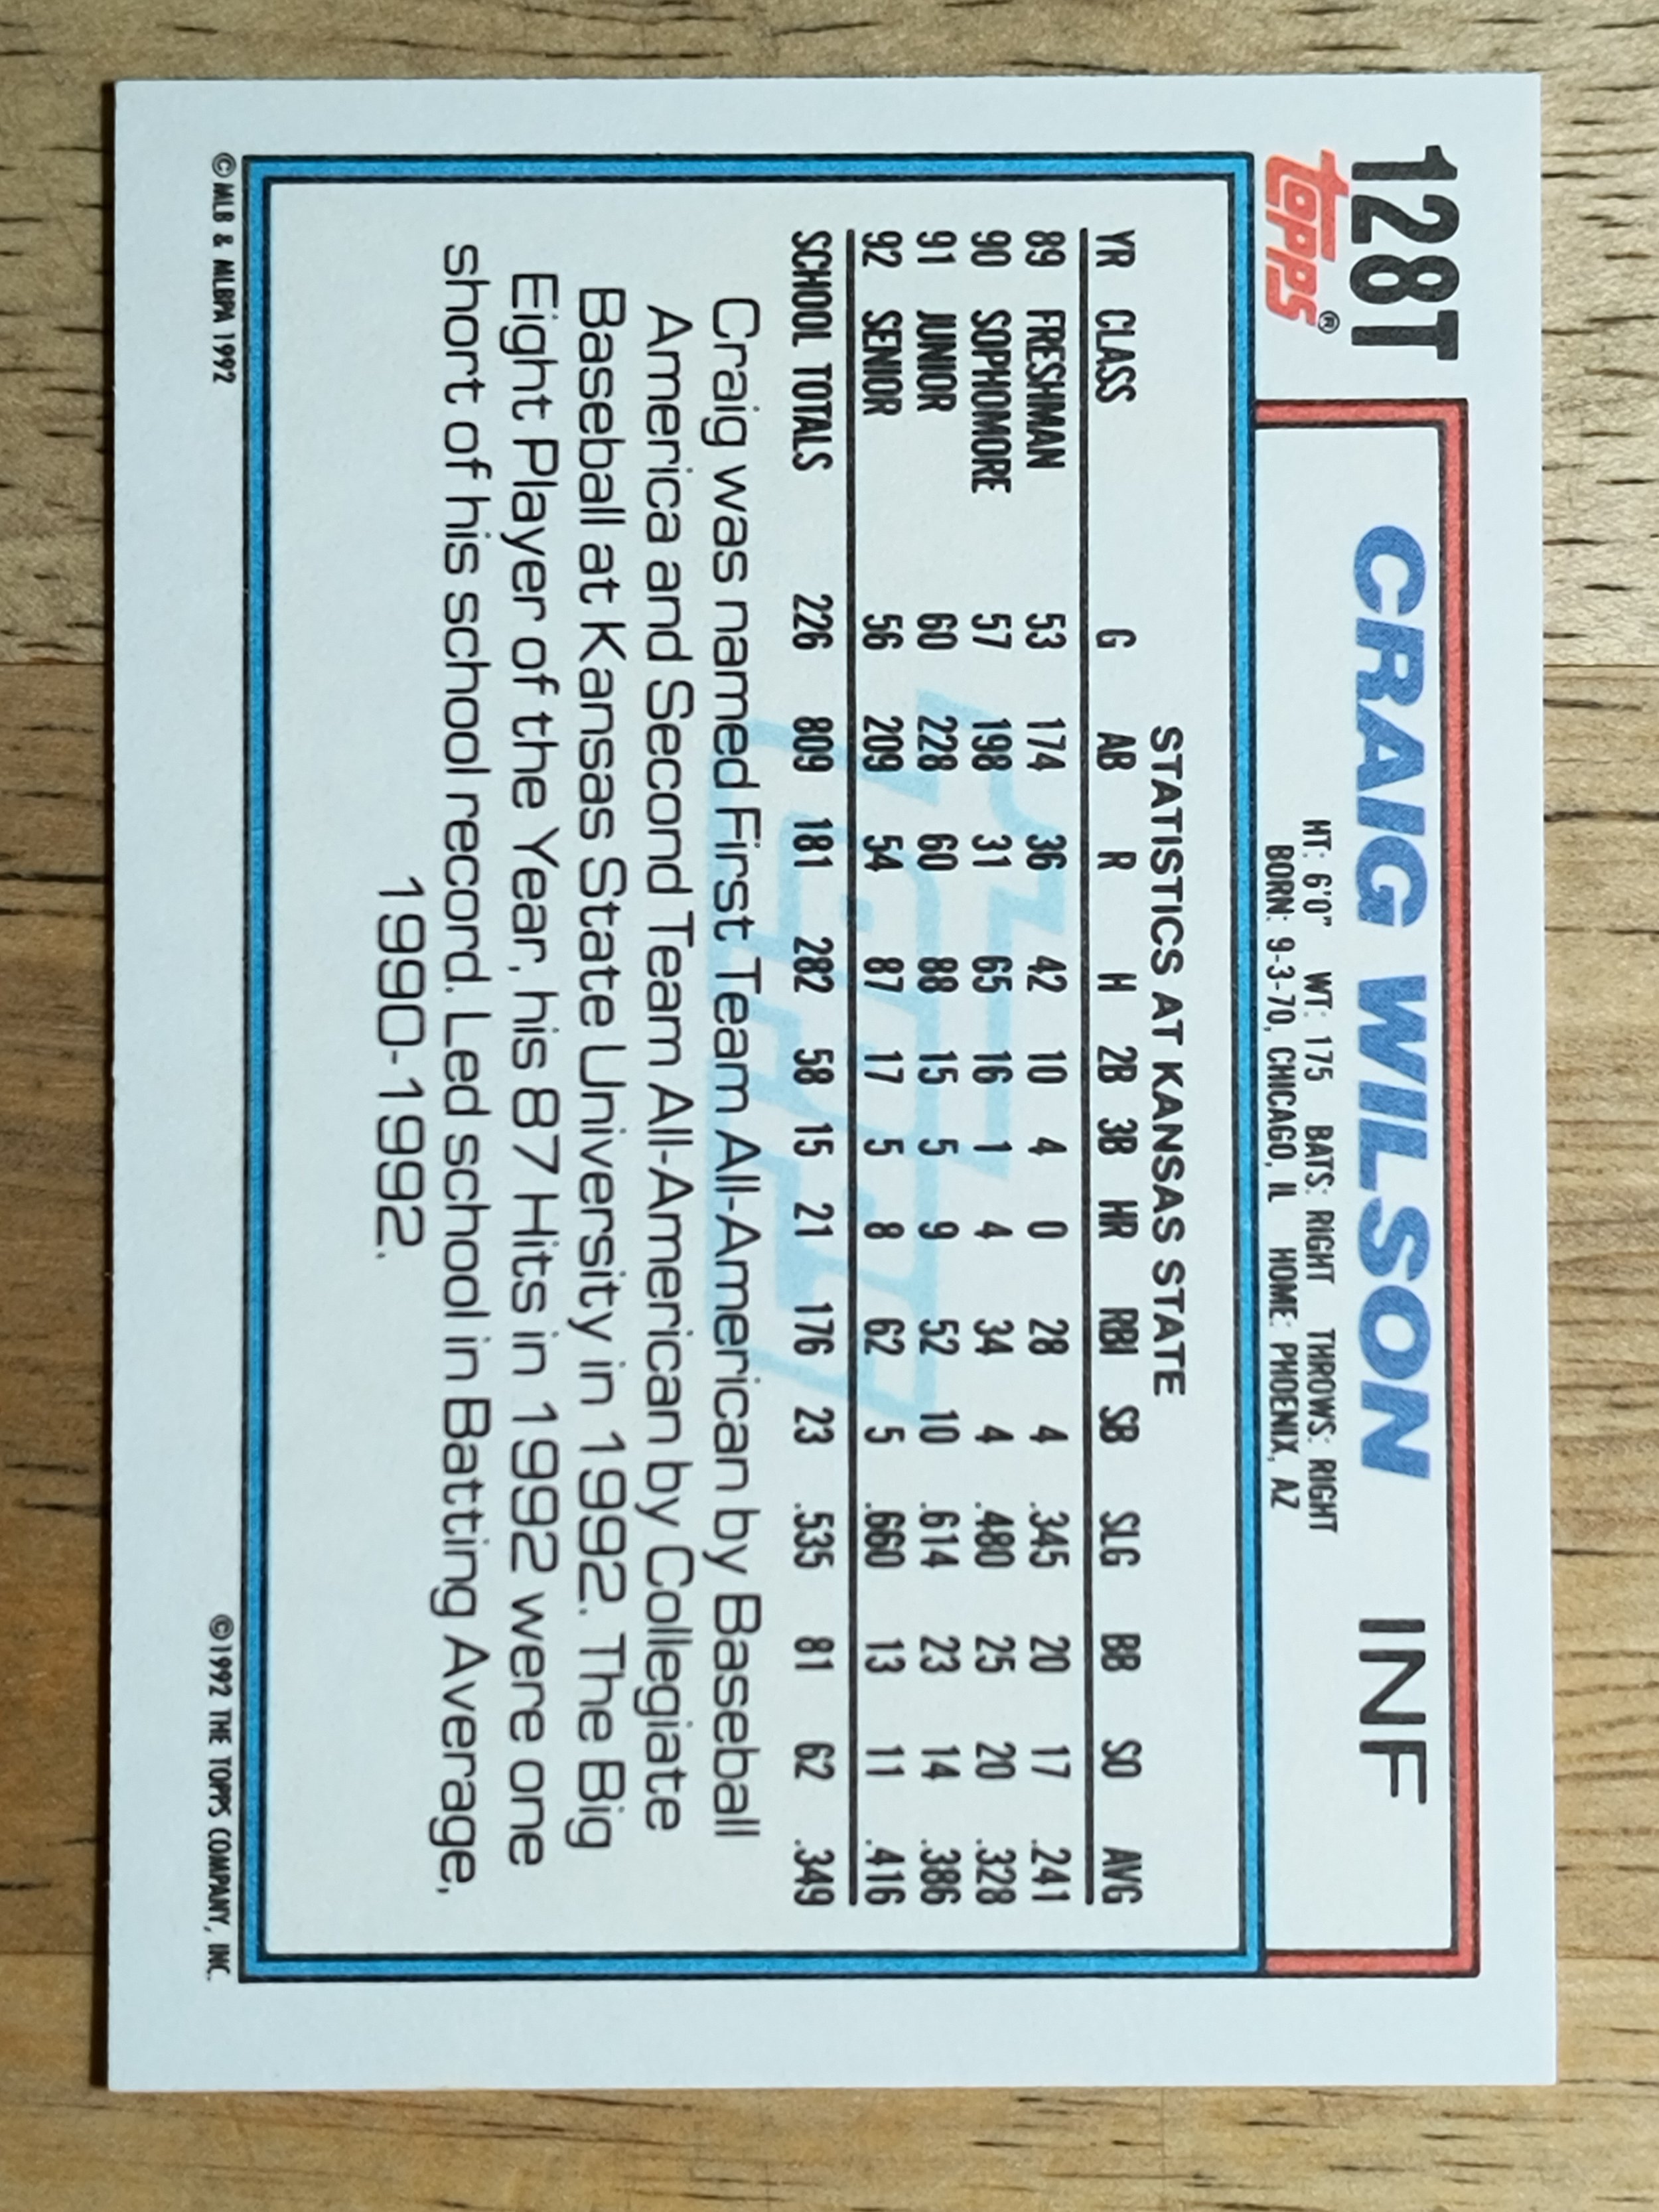 128T CRAIG WILSON INF
TOPPS®
HT: 6'0" WT: 175 BATS: RIGHT THROWS: RIGHT
BORN: 9-3-70, CHICAGO, IL HOME: PHOENIX, AZ
STATISTICS AT KANSAS STATE
YR CLASS G AB R H 2B 3B HR RBI SB SLG BB SO AVG
89 FRESHMAN 53 174 36 42 10 4 0 28 4 .345 20 17 .241
90 SOPHOMORE 57 198 31 65 16 1 4 34 4 .480 25 20 .328
91 JUNIOR 60 228 60 88 15 5 9 52 10 .614 23 14 .386
92 SENIOR 56 209 54 87 17 5 8 62 5 .660 13 11 .416
SCHOOL TOTALS 226 809 181 282 58 15 21 176 23 .535 81 62 .349
Craig was named First Team All-American by Baseball
America and Second Team All-American by Collegiate
Baseball at Kansas State University in 1992. The Big
Eight Player of the Year, his 87 Hits in 1992 were one
short of his school record. Led school in Batting Average,
1990-1992.
© MLB & MLBPA 1992 ©1992 THE TOPPS COMPANY, INC.